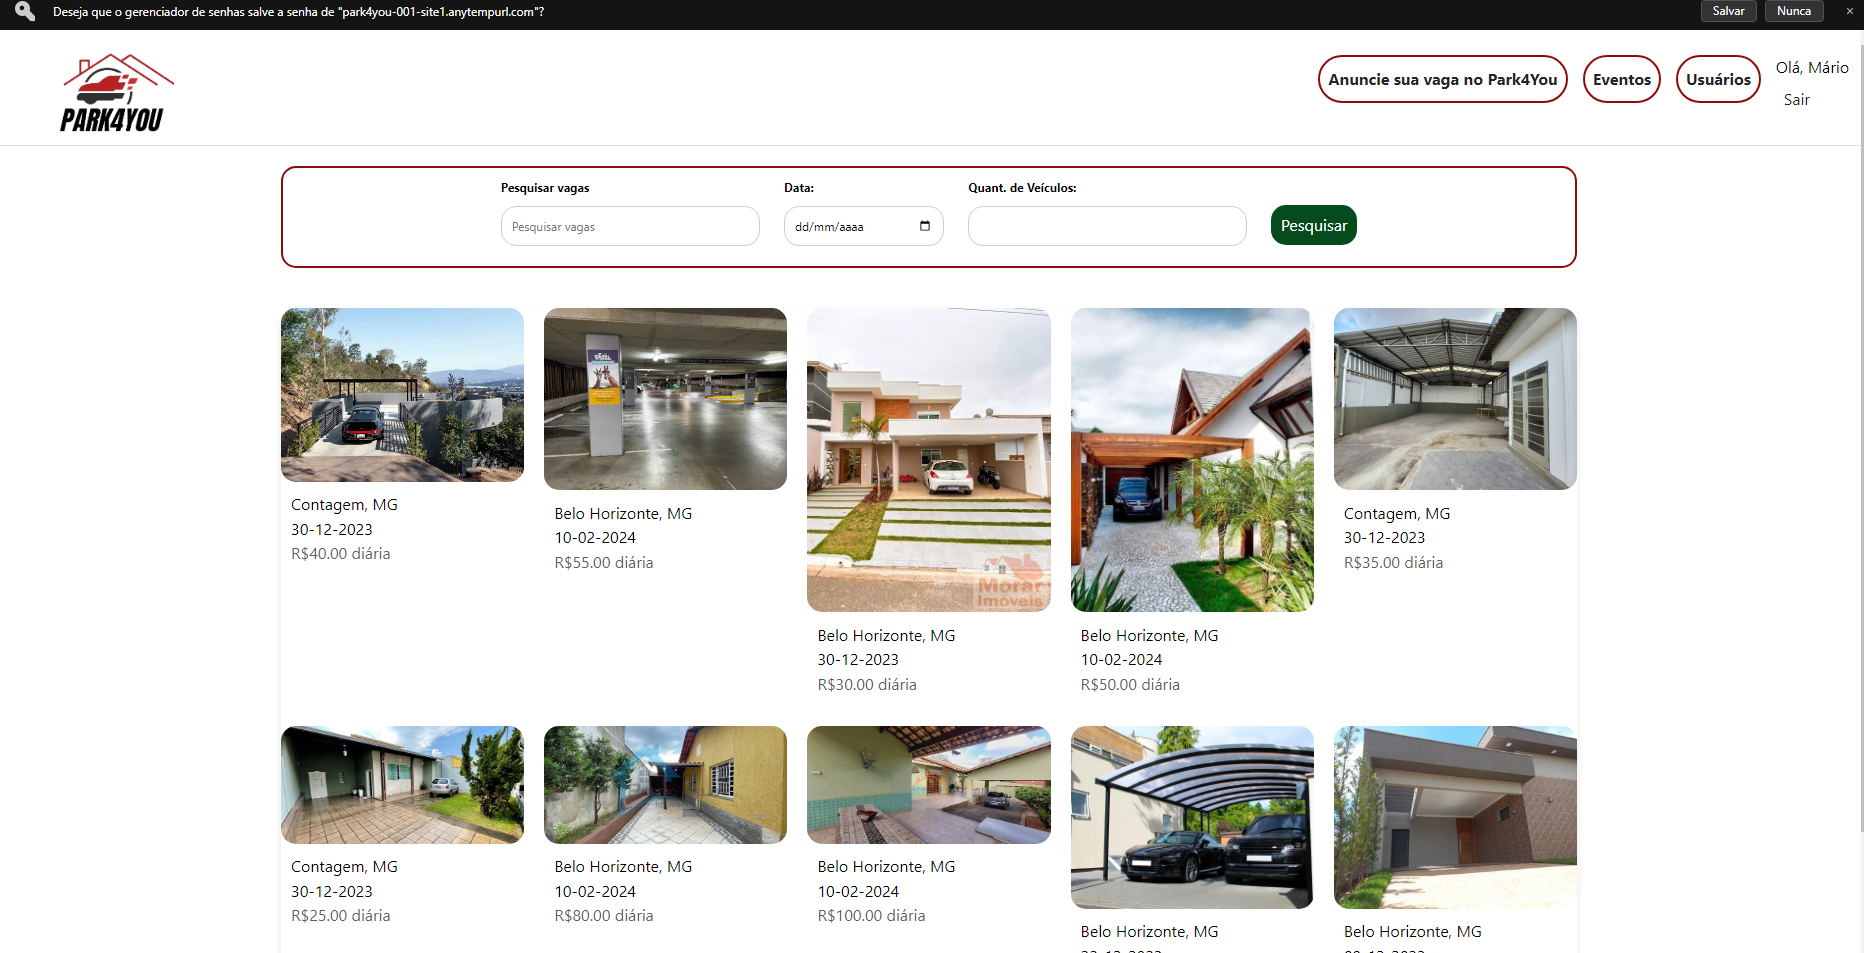 Deseja que o gerenciador de senhas salve a senha de "park4you-001-site1.anytempurl.com"?
Salvar
Nunca
×
PARK4YOU
Anuncie sua vaga no Park4You
Eventos
Usuários
Olá, Mário
Sair
Pesquisar vagas
Data:
Quant. de Veículos:
Pesquisar vagas
dd/mm/aaaa
Pesquisar
Morar
Imoveis
Contagem, MG
30-12-2023
R$40.00 diária
Belo Horizonte, MG
10-02-2024
R$55.00 diária
Belo Horizonte, MG
30-12-2023
R$30.00 diária
Belo Horizonte, MG
10-02-2024
R$50.00 diária
Contagem, MG
30-12-2023
R$35.00 diária
Contagem, MG
30-12-2023
R$25.00 diária
Belo Horizonte, MG
10-02-2024
R$80.00 diária
Belo Horizonte, MG
10-02-2024
R$100.00 diária
Belo Horizonte, MG
Belo Horizonte, MG